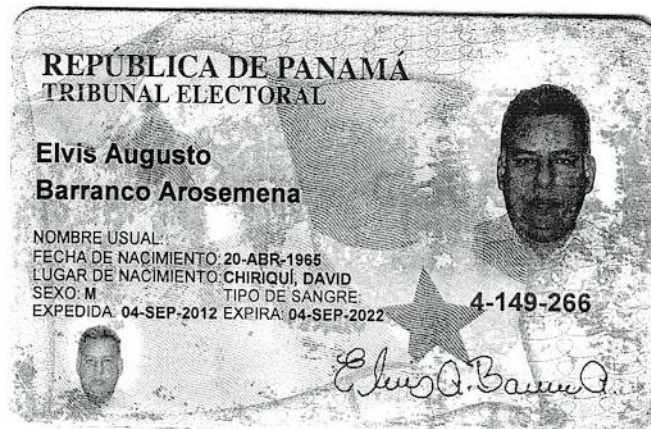 REPÚBLICA DE PANAMÁ
TRIBUNAL ELECTORAL
Elvis Augusto
Barranco Arosemena
NOMBRE USUAL:
FECHA DE NACIMIENTO: 20-ABR-1965
LUGAR DE NACIMIENTO: CHIRIQUÍ, DAVID
SEXO: M TIPO DE SANGRE:
EXPEDIDA: 04-SEP-2012 EXPIRA: 04-SEP-2022
4-149-266